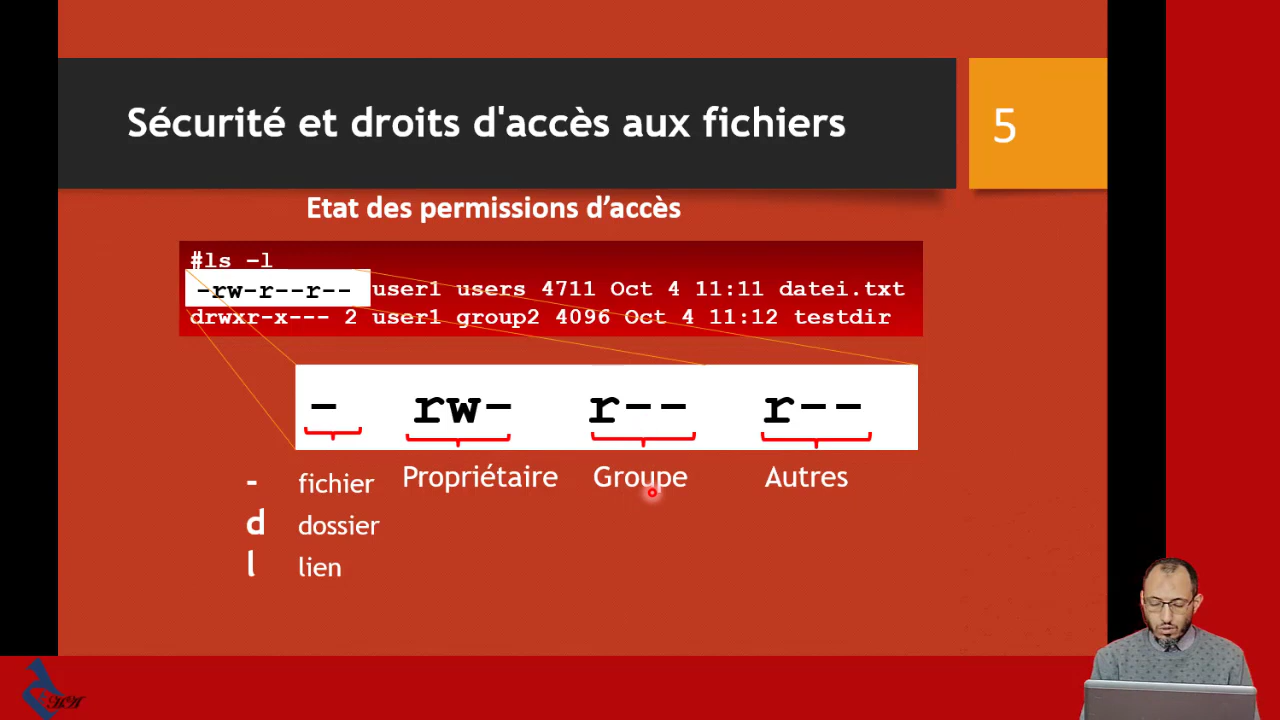 Sécurité et droits d'accès aux fichiers
5
Etat des permissions d’accès
#ls –l
-rw-r--r-- user1 users 4711 Oct 4 11:11 datei.txt
drwxr-x--- 2 user1 group2 4096 Oct 4 11:12 testdir
- rw- r-- r--
- fichier Propriétaire Groupe Autres
d dossier
l lien